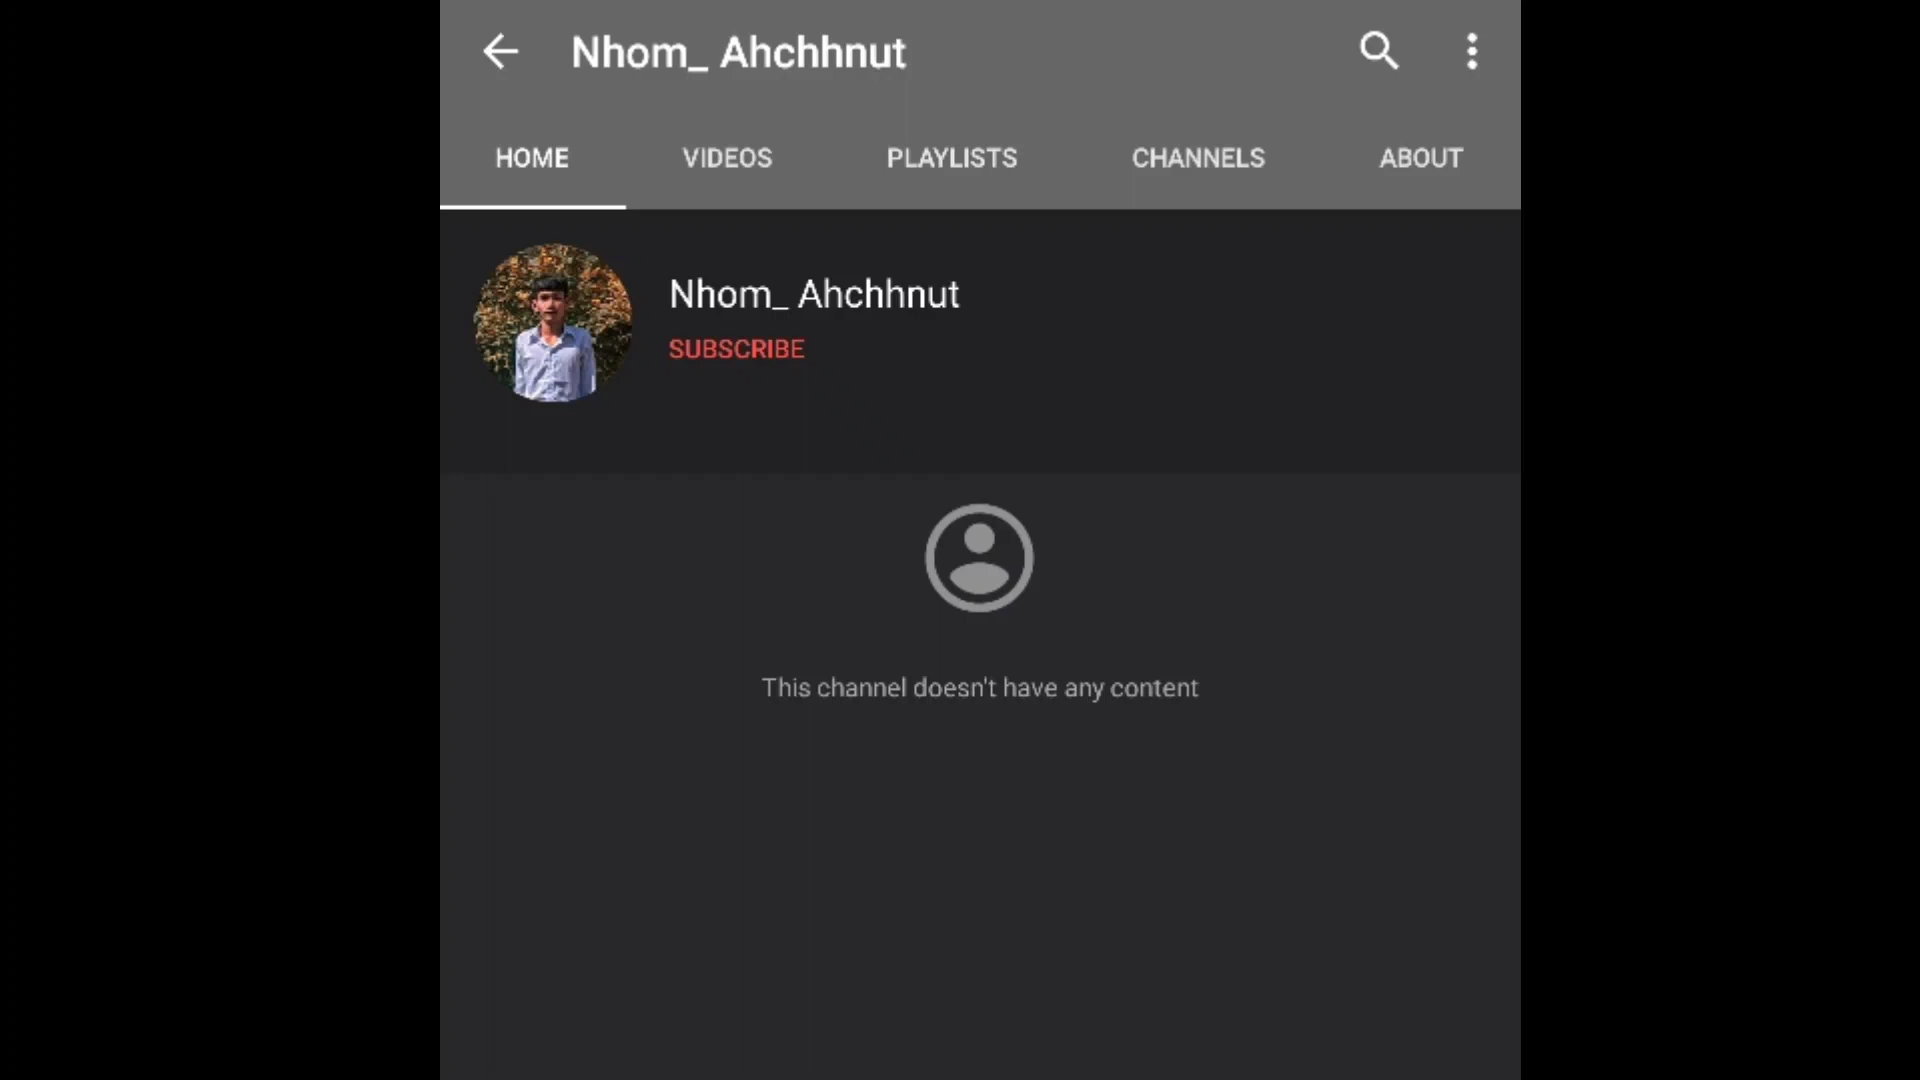 Nhom_ Ahchhnut
HOME VIDEOS PLAYLISTS CHANNELS ABOUT
Nhom_ Ahchhnut
SUBSCRIBE
This channel doesn't have any content